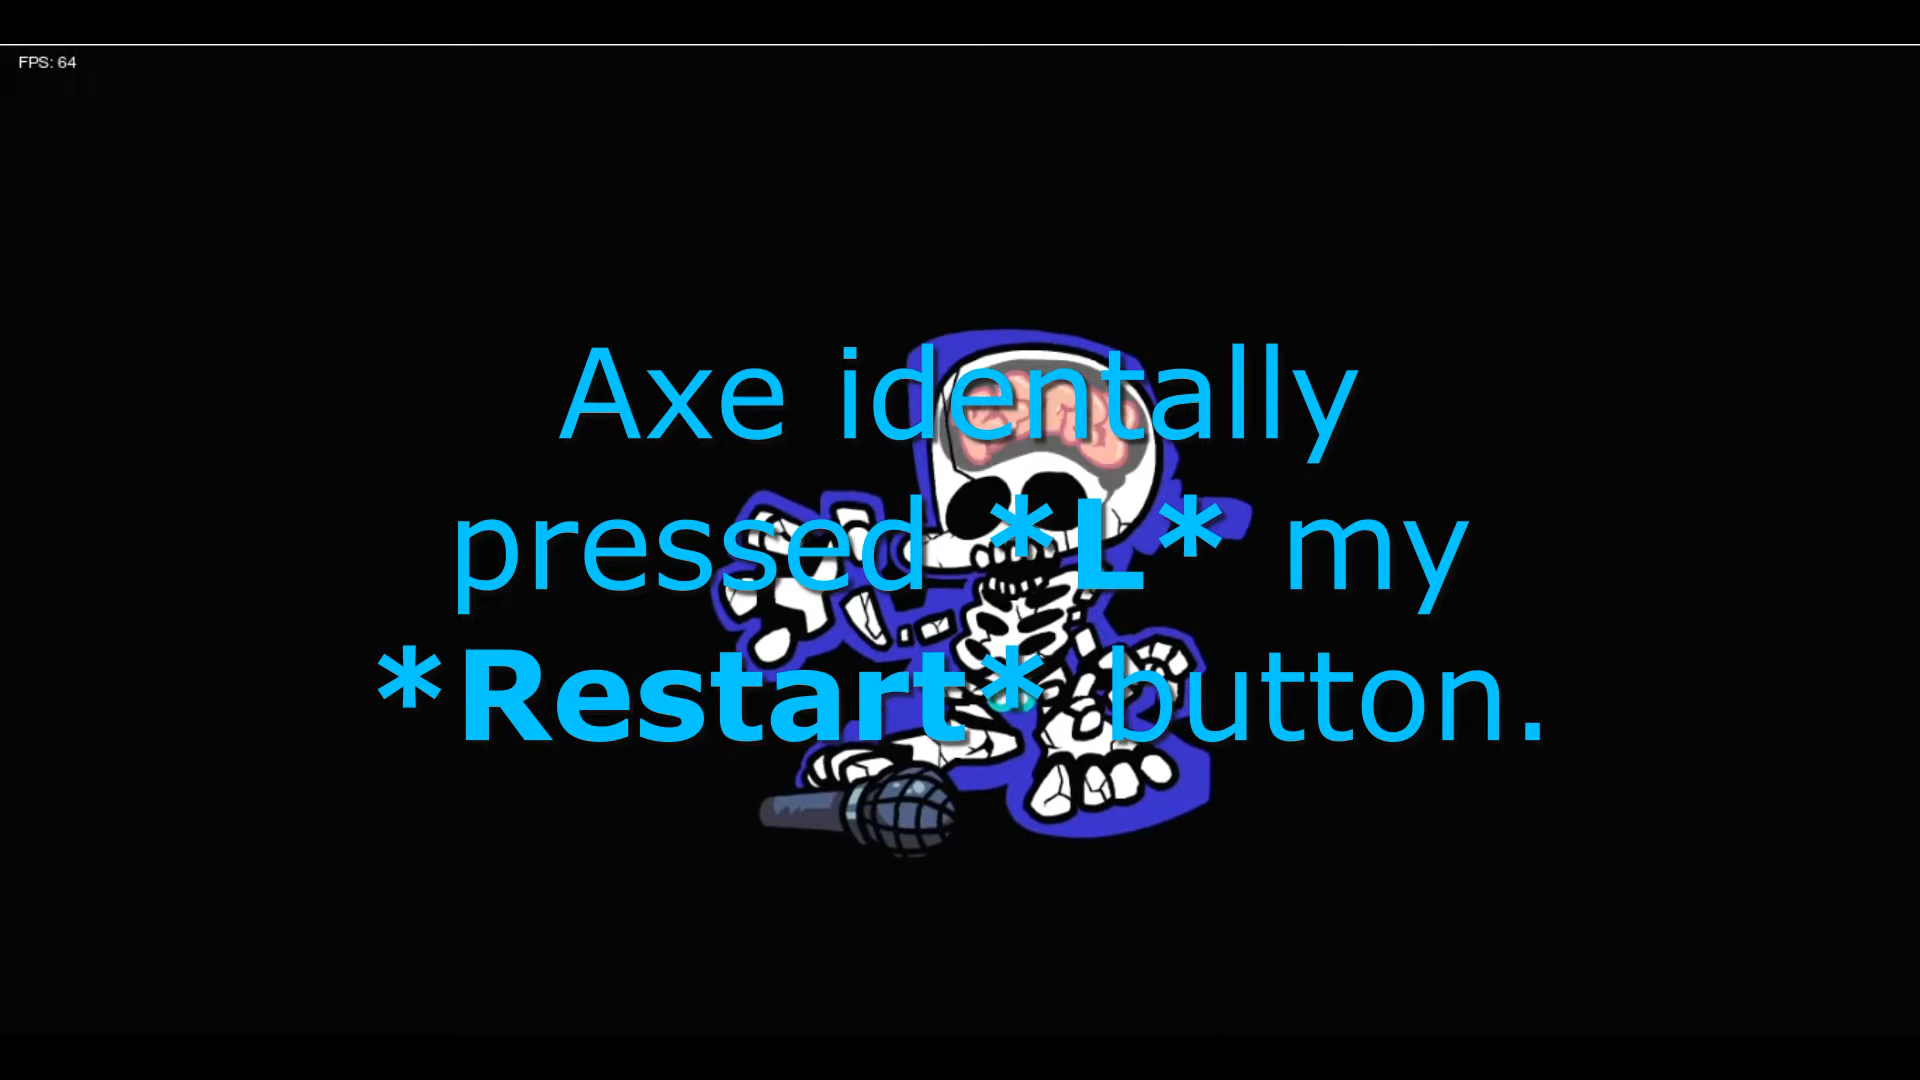 FPS: 64
Axe identally
pressed *L* my
*Restart* button.